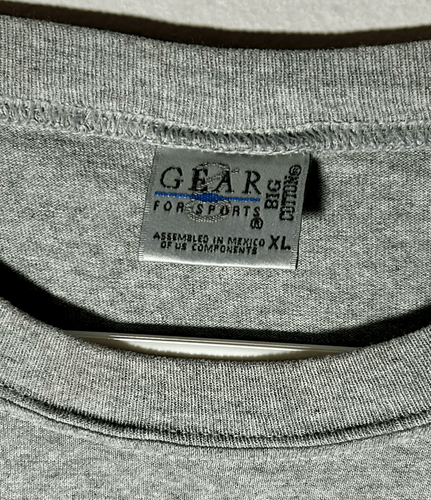 GEAR
FOR SPORTS®
BIG
COTTON®
ASSEMBLED IN MEXICO
OF US COMPONENTS
XL